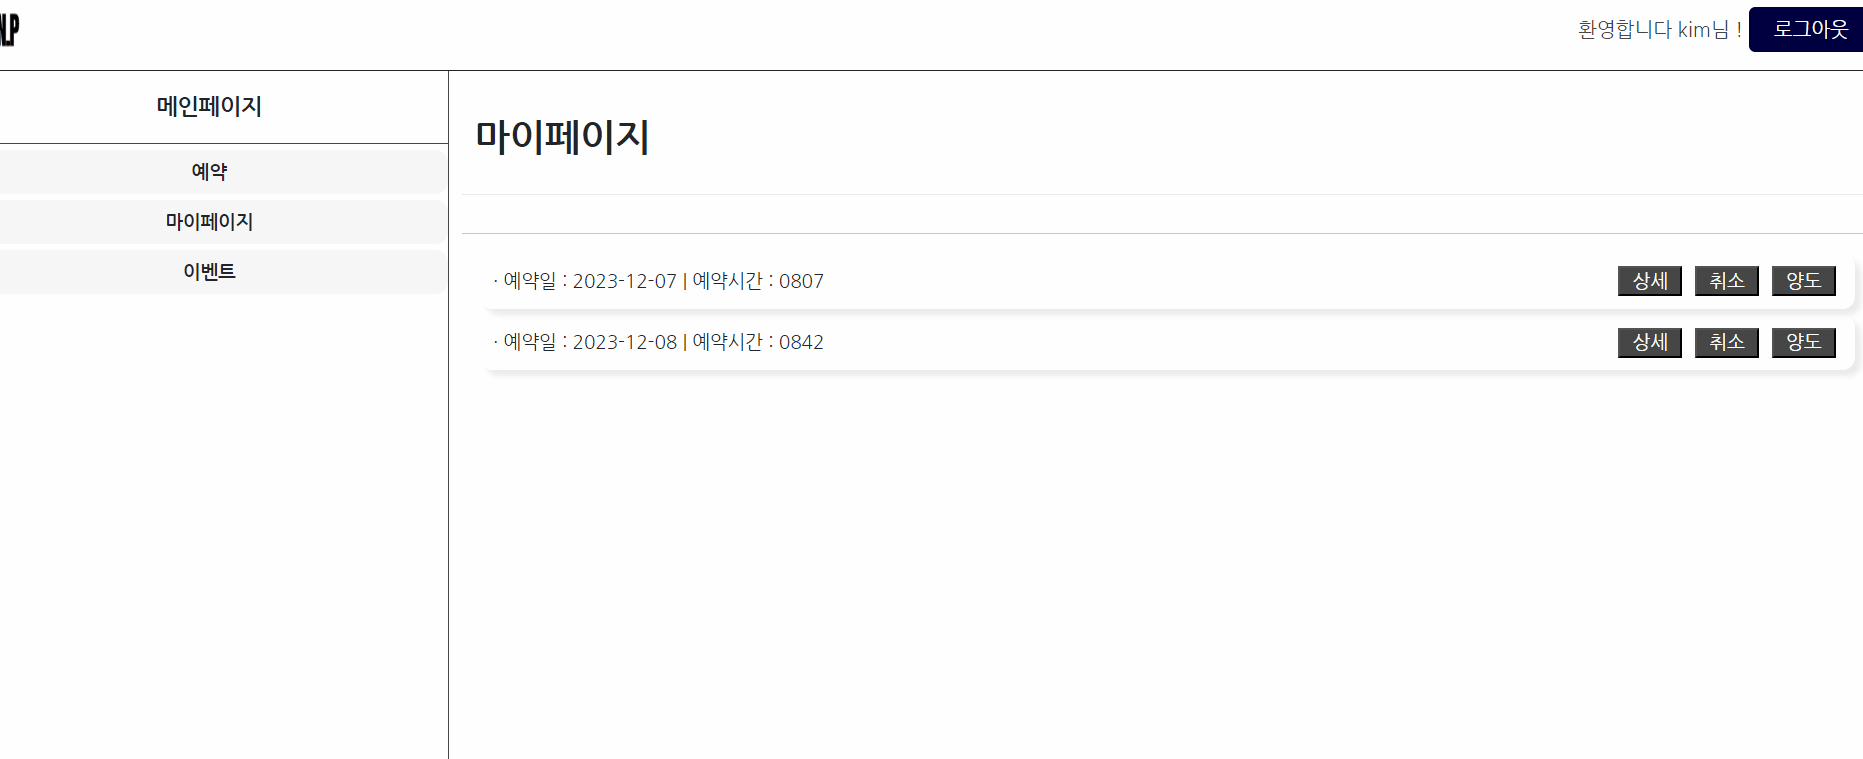 환영합니다 kim님 ! 로그아웃
메인페이지
예약
마이페이지
이벤트
마이페이지
· 예약일 : 2023-12-07 | 예약시간 : 0807 상세 취소 양도
· 예약일 : 2023-12-08 | 예약시간 : 0842 상세 취소 양도